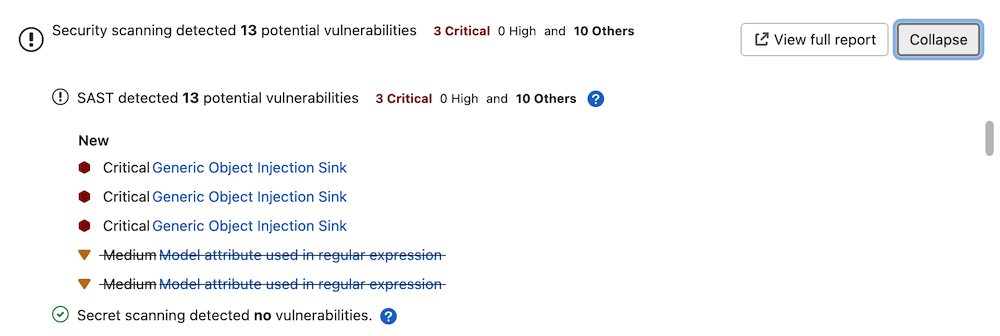 Security scanning detected 13 potential vulnerabilities 3 Critical 0 High and 10 Others
View full report
Collapse
SAST detected 13 potential vulnerabilities 3 Critical 0 High and 10 Others ?
New
Critical Generic Object Injection Sink
Critical Generic Object Injection Sink
Critical Generic Object Injection Sink
Medium Model attribute used in regular expression
Medium Model attribute used in regular expression
Secret scanning detected no vulnerabilities. ?